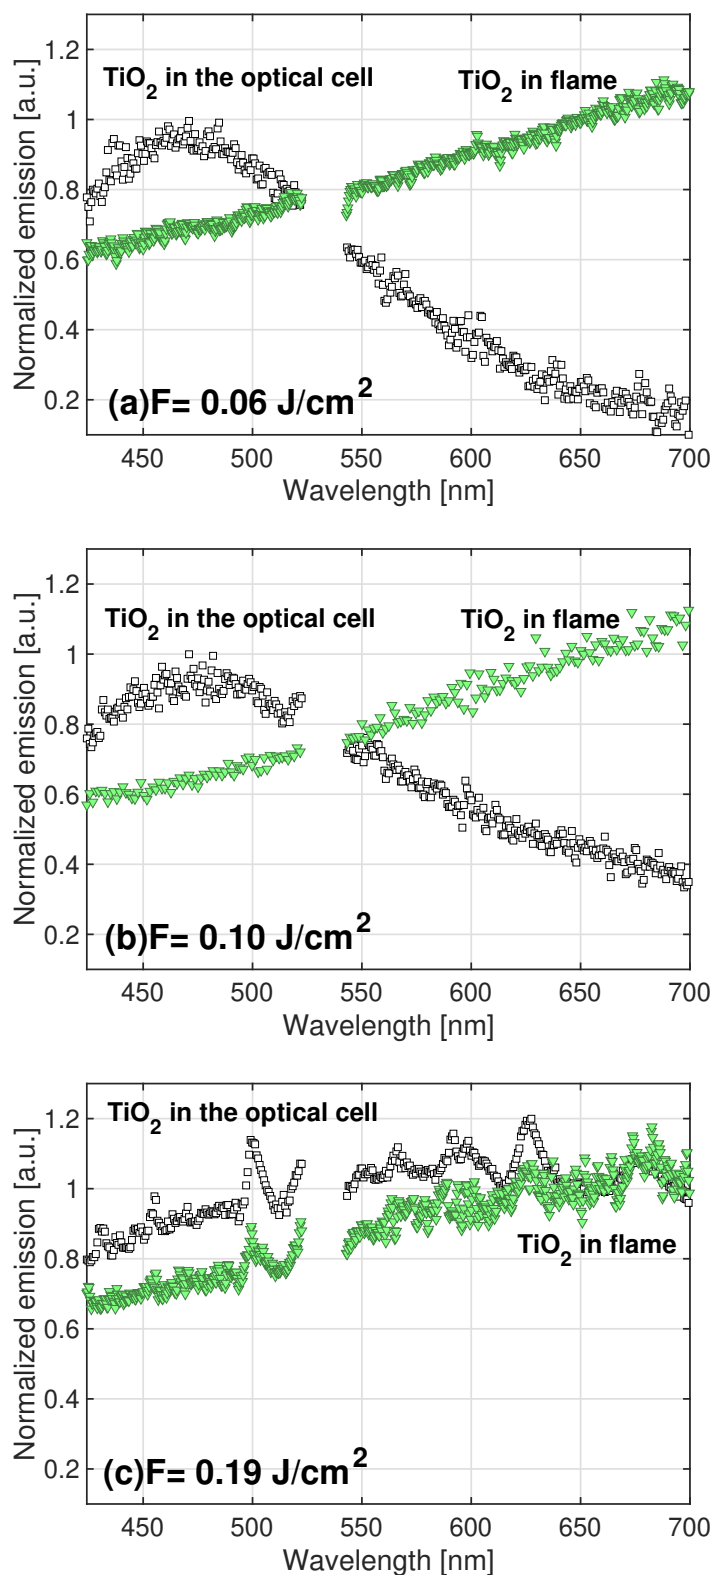 1.2
TiO2 in the optical cell
TiO2 in flame
1
0.8
0.6
0.4
0.2
Normalized emission [a.u.]
(a)F= 0.06 J/cm2
450 500 550 600 650 700
Wavelength [nm]
1.2
TiO2 in the optical cell
TiO2 in flame
1
0.8
0.6
0.4
0.2
Normalized emission [a.u.]
(b)F= 0.10 J/cm2
450 500 550 600 650 700
Wavelength [nm]
1.2
TiO2 in the optical cell
1
0.8
TiO2 in flame
0.6
0.4
0.2
Normalized emission [a.u.]
(c)F= 0.19 J/cm2
450 500 550 600 650 700
Wavelength [nm]